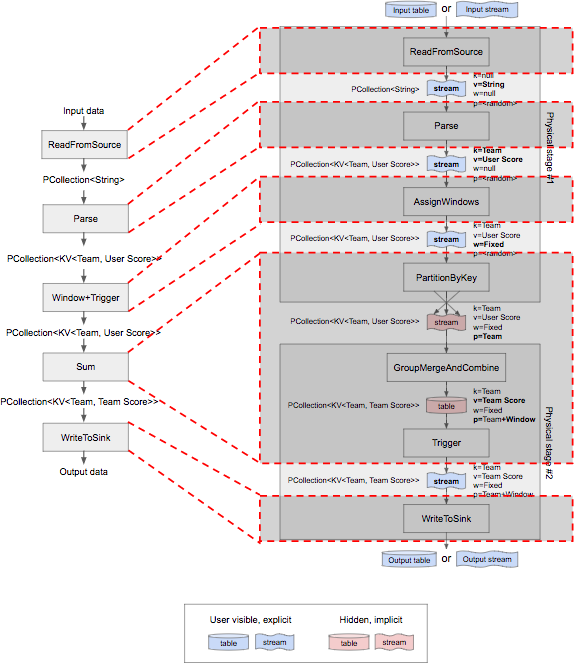 Input table or Input stream
ReadFromSource
k=null
v=String
w=null
p=<random>
PCollection<String>
stream
Parse
k=Team
v=User Score
w=null
p=<random>
PCollection<KV<Team, User Score>>
stream
AssignWindows
k=Team
v=User Score
w=Fixed
p=<random>
PCollection<KV<Team, User Score>>
stream
PartitionByKey
Physical stage #1
k=Team
v=User Score
w=Fixed
p=Team
PCollection<KV<Team, User Score>>
stream
GroupMergeAndCombine
k=Team
v=Team Score
w=Fixed
p=Team+Window
PCollection<KV<Team, Team Score>>
table
Trigger
k=Team
v=Team Score
w=Fixed
p=Team+Window
PCollection<KV<Team, Team Score>>
stream
WriteToSink
Physical stage #2
Output table or Output stream
Input data
ReadFromSource
PCollection<String>
Parse
PCollection<KV<Team, User Score>>
Window+Trigger
PCollection<KV<Team, User Score>>
Sum
PCollection<KV<Team, Team Score>>
WriteToSink
Output data
User visible, explicit
table
stream
Hidden, implicit
table
stream